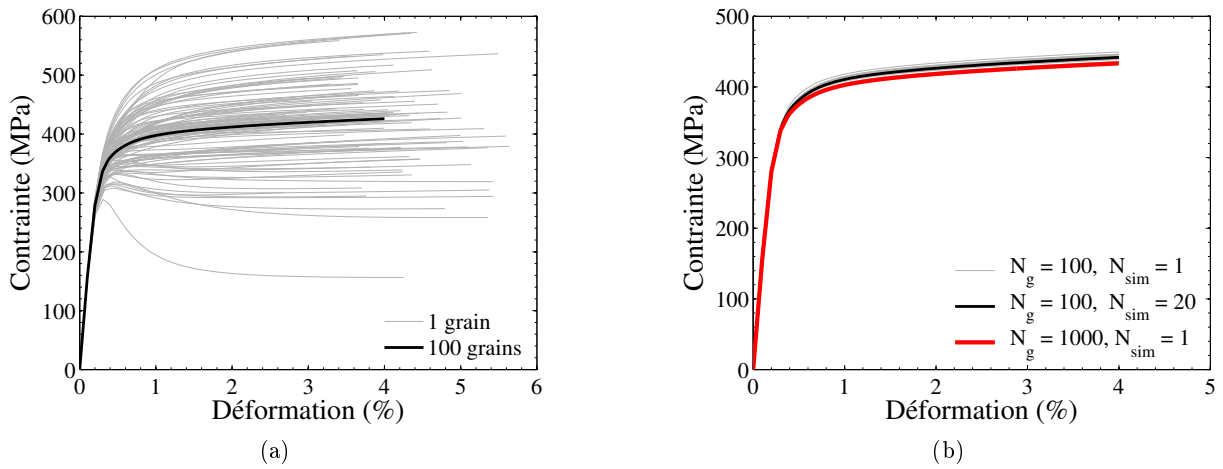 600
500
400
300
200
100
0
Contrainte (MPa)
0 1 2 3 4 5 6
Déformation (%)
1 grain
100 grains
(a)
500
400
300
200
100
0
Contrainte (MPa)
0 1 2 3 4 5
Déformation (%)
N_g = 100, N_sim = 1
N_g = 100, N_sim = 20
N_g = 1000, N_sim = 1
(b)